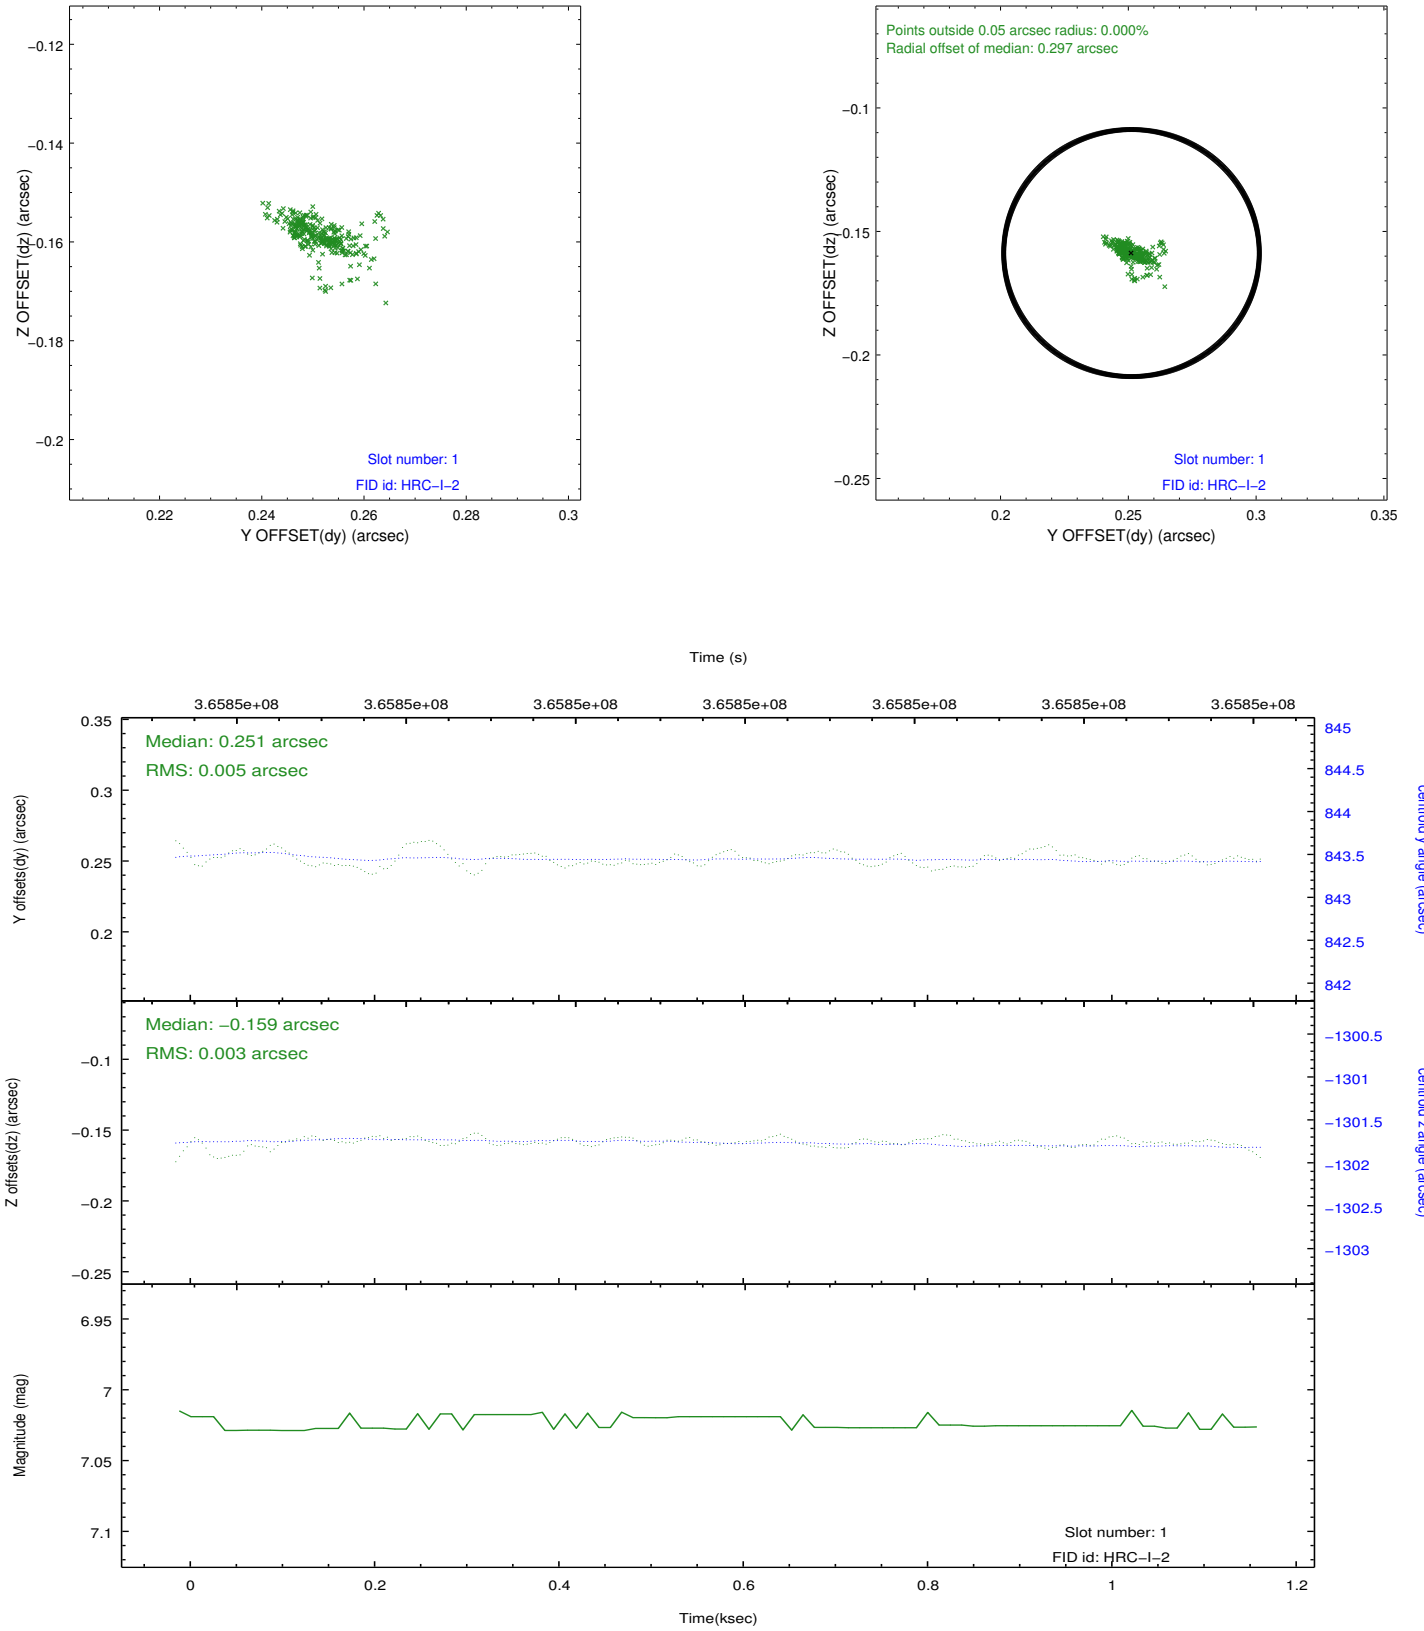 −0.12
−0.14
−0.16
−0.18
−0.2
Z OFFSET(dz) (arcsec)
Slot number: 1
FID id: HRC−I−2
0.22
0.24
0.26
0.28
0.3
Y OFFSET(dy) (arcsec)
Points outside 0.05 arcsec radius: 0.000%
Radial offset of median: 0.297 arcsec
−0.1
−0.15
−0.2
−0.25
Z OFFSET(dz) (arcsec)
Slot number: 1
FID id: HRC−I−2
0.2
0.25
0.3
0.35
Y OFFSET(dy) (arcsec)
Time (s)
3.6585e+08
3.6585e+08
3.6585e+08
3.6585e+08
3.6585e+08
3.6585e+08
3.6585e+08
Median: 0.251 arcsec
RMS: 0.005 arcsec
0.35
0.3
0.25
0.2
Y offsets(dy) (arcsec)
845
844.5
844
843.5
843
842.5
842
centroid y angle (arcsec)
Median: −0.159 arcsec
RMS: 0.003 arcsec
−0.1
−0.15
−0.2
−0.25
Z offsets(dz) (arcsec)
−1300.5
−1301
−1301.5
−1302
−1302.5
−1303
centroid z angle (arcsec)
6.95
7
7.05
7.1
Magnitude (mag)
Slot number: 1
FID id: HRC−I−2
0
0.2
0.4
0.6
0.8
1
1.2
Time(ksec)